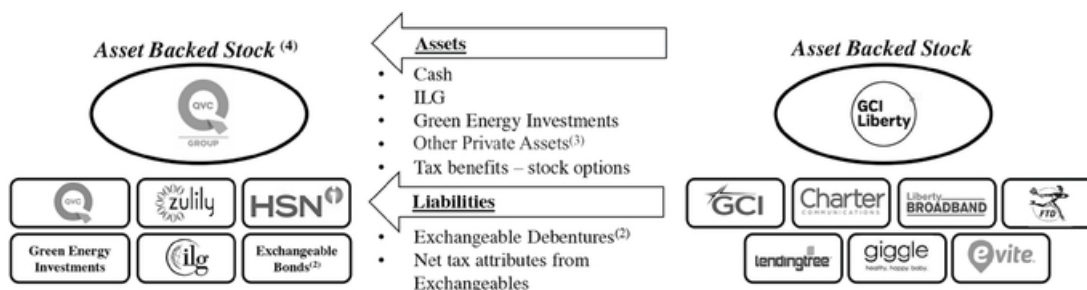 Asset Backed Stock (4)
QVC
GROUP
QVC
zulily
HSN
Green Energy
Investments
ilg
Exchangeable
Bonds(2)
Assets
• Cash
• ILG
• Green Energy Investments
• Other Private Assets(3)
• Tax benefits – stock options
Liabilities
• Exchangeable Debentures(2)
• Net tax attributes from
Exchangeables
Asset Backed Stock
GCI
Liberty
GCI
Charter
COMMUNICATIONS
Liberty
BROADBAND
FTD
lendingtree
giggle
healthy. happy. baby.
evite